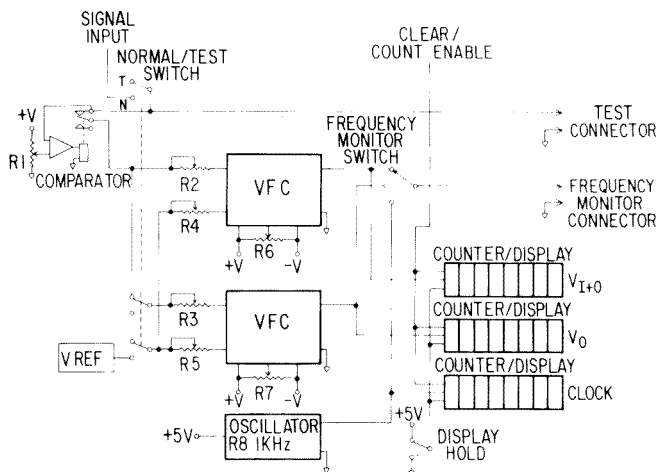 SIGNAL
INPUT
NORMAL/TEST
SWITCH
T
N
CLEAR/
COUNT ENABLE
+V
R1
COMPARATOR
R2
R4
VFC
R6
+V
-V
FREQUENCY
MONITOR
SWITCH
TEST
CONNECTOR
FREQUENCY
MONITOR
CONNECTOR
COUNTER/DISPLAY
VI+O
COUNTER/DISPLAY
VO
COUNTER/DISPLAY
CLOCK
R3
R5
VFC
R7
+V
-V
V REF
+5V
OSCILLATOR
R8 1KHz
+5V
DISPLAY
HOLD